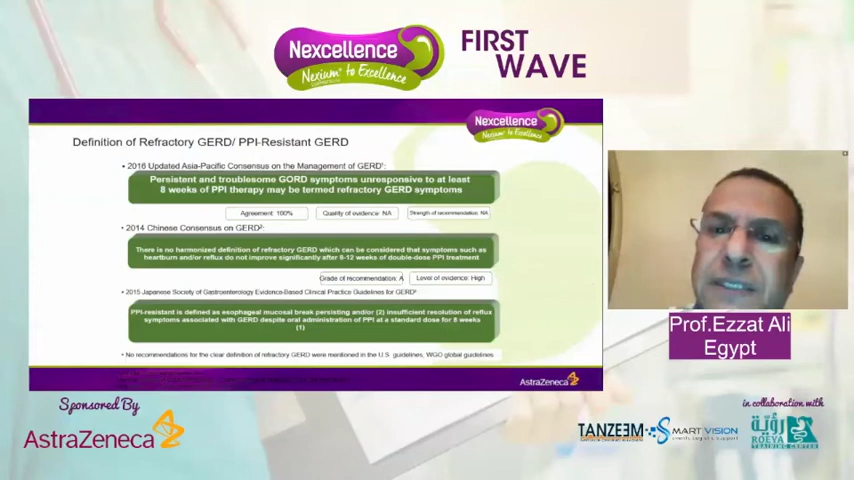 Nexcellence
Nexium® to Excellence
FIRST
WAVE
Nexcellence
Nexium® to Excellence
Definition of Refractory GERD/ PPI-Resistant GERD
• 2016 Updated Asia-Pacific Consensus on the Management of GERD¹:
Persistent and troublesome GORD symptoms unresponsive to at least
8 weeks of PPI therapy may be termed refractory GERD symptoms
Agreement: 100%
Quality of evidence: NA
Strength of recommendation: NA
• 2014 Chinese Consensus on GERD²:
There is no harmonized definition of refractory GERD which can be considered that symptoms such as
heartburn and/or reflux do not improve significantly after 8-12 weeks of double-dose PPI treatment
Grade of recommendation: A
Level of evidence: High
• 2015 Japanese Society of Gastroenterology Evidence-Based Clinical Practice Guidelines for GERD³
PPI-resistant is defined as esophageal mucosal break persisting and/or (2) insufficient resolution of reflux
symptoms associated with GERD despite oral administration of PPI at a standard dose for 8 weeks
(1)
• No recommendations for the clear definition of refractory GERD were mentioned in the U.S. guidelines, WGO global guidelines
AstraZeneca
Prof.Ezzat Ali
Egypt
Sponsored By
AstraZeneca
in collaboration with
TANZEEM
SMART VISION
رؤية
ROEYA
TRAINING CENTER